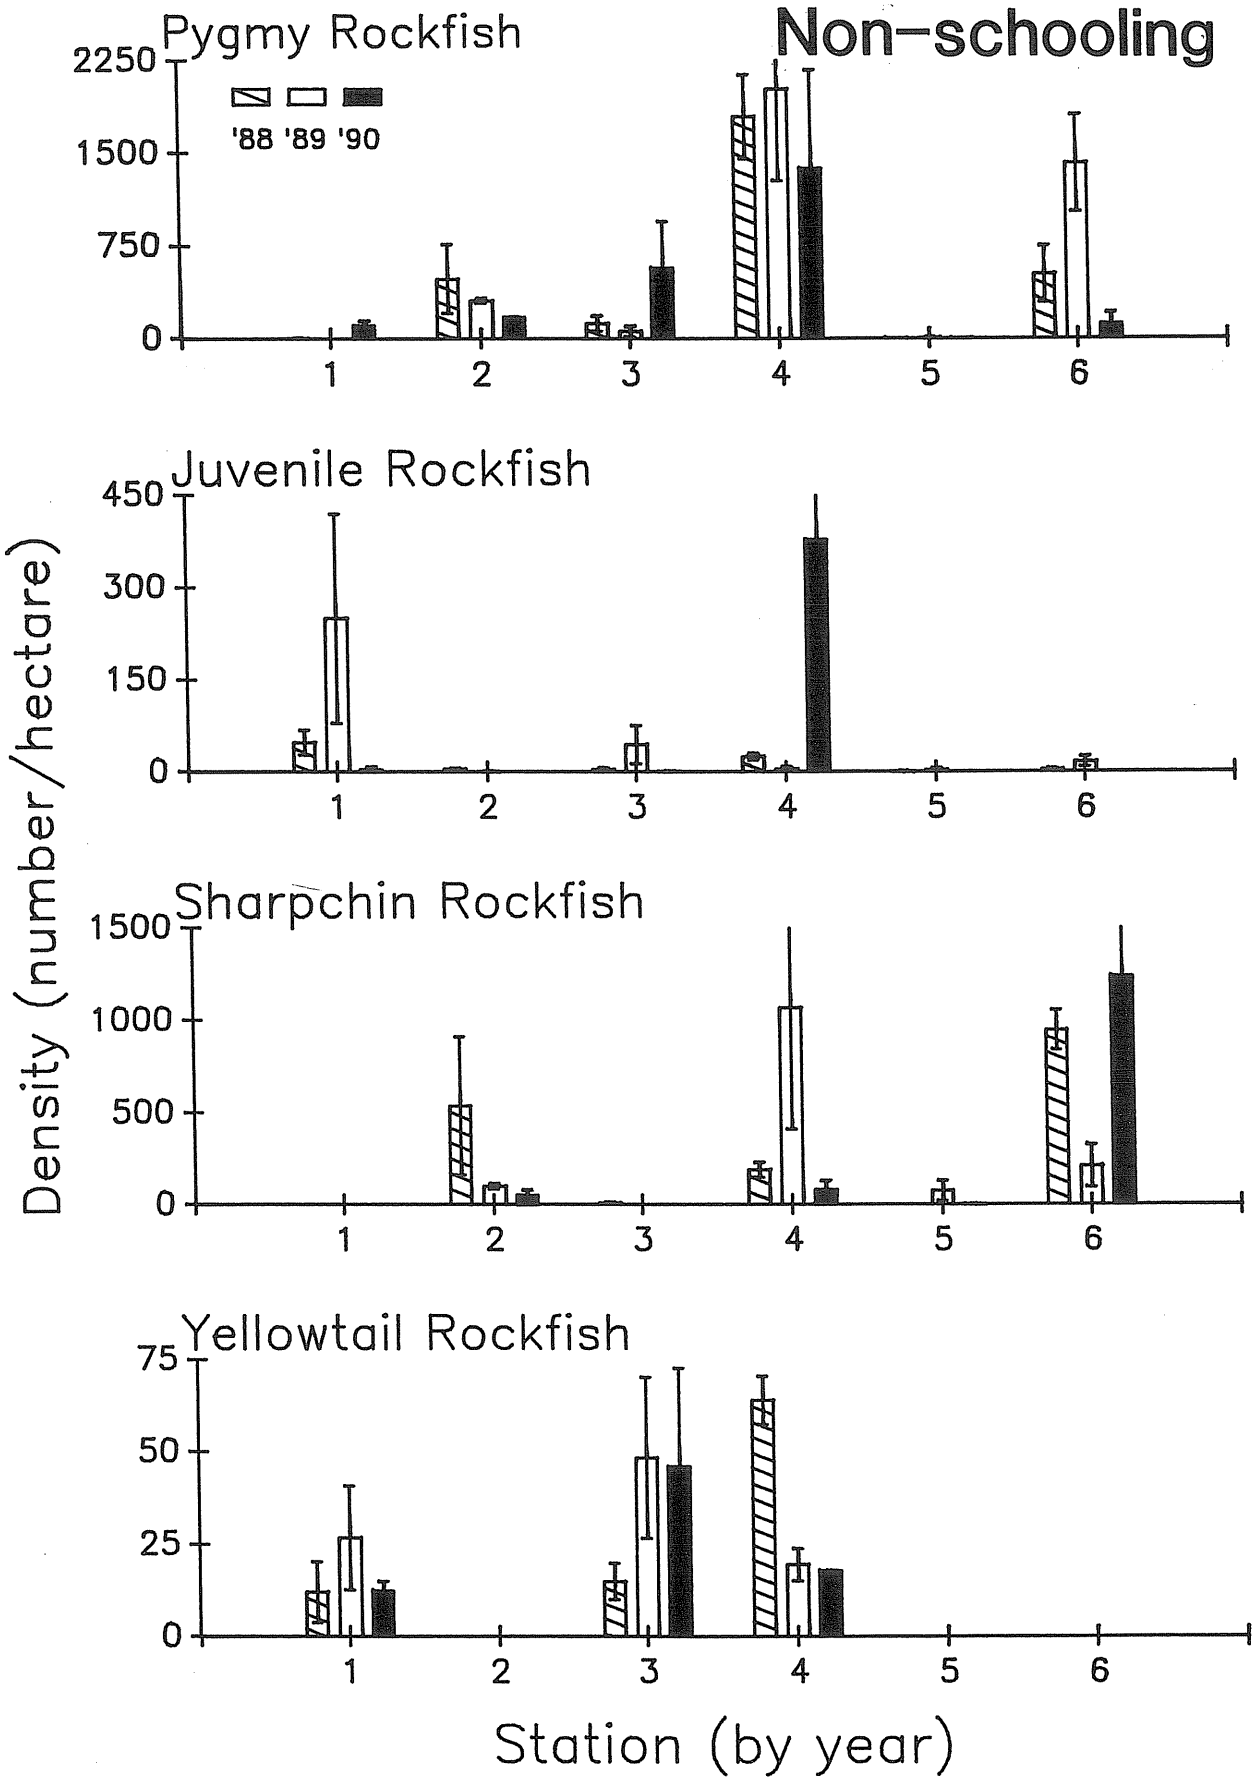 Pygmy Rockfish
Non-schooling
2250
1500
750
0
'88 '89 '90
1 2 3 4 5 6
Juvenile Rockfish
450
300
150
0
1 2 3 4 5 6
Density (number/hectare)
Sharpchin Rockfish
1500
1000
500
0
1 2 3 4 5 6
Yellowtail Rockfish
75
50
25
0
1 2 3 4 5 6
Station (by year)